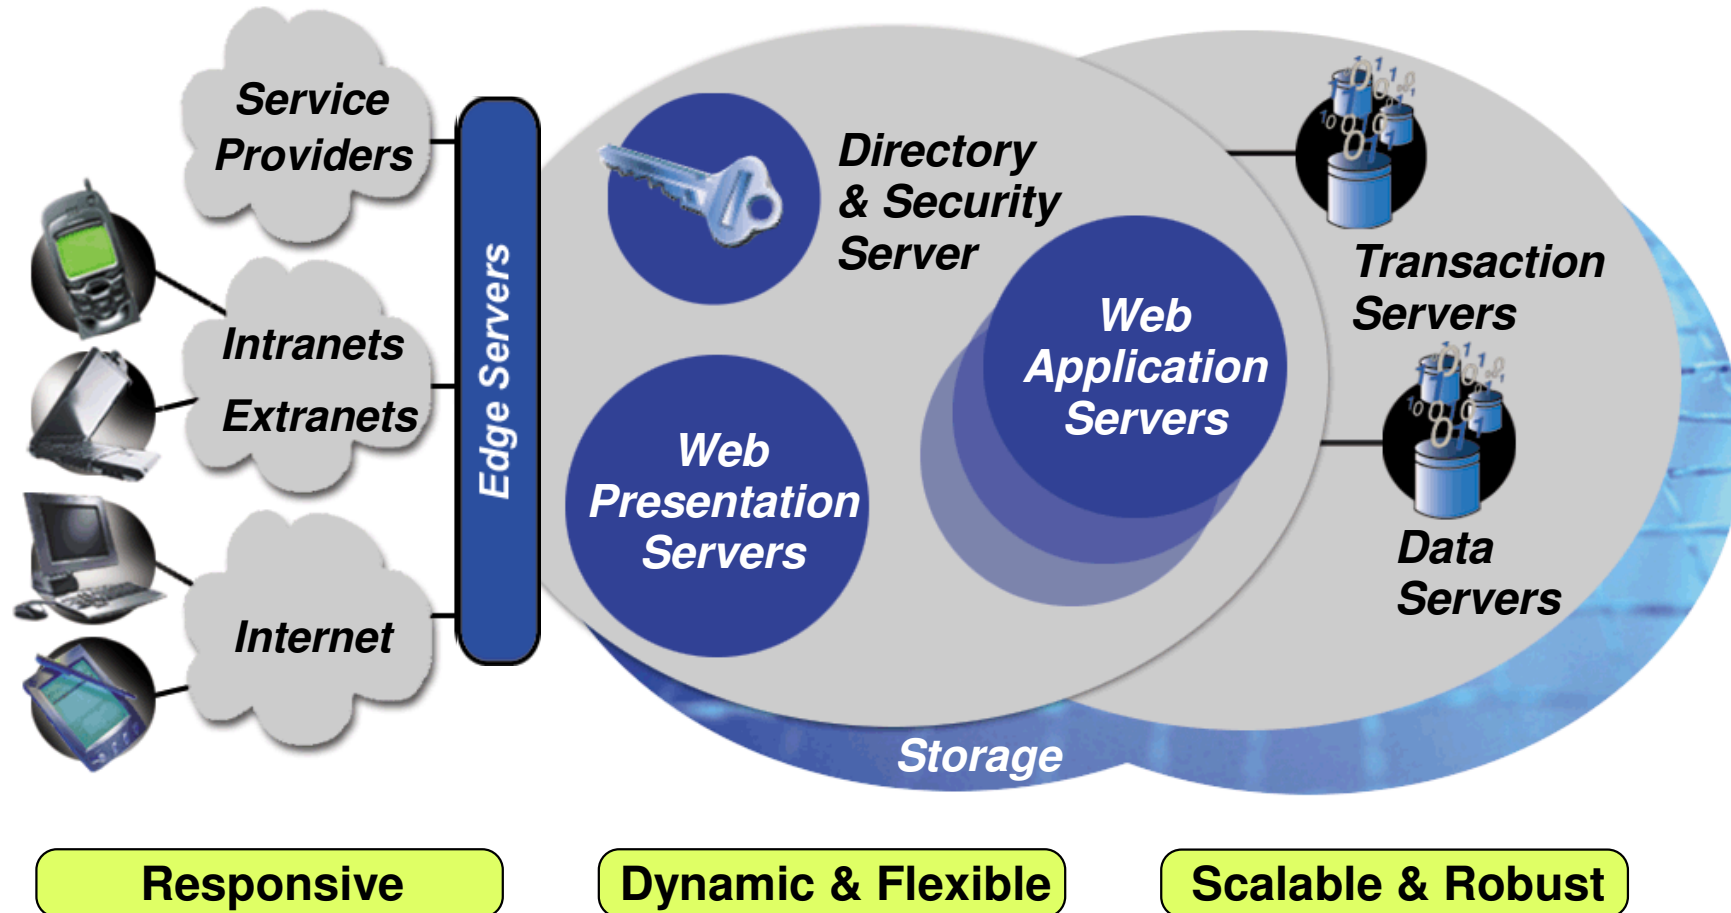 Service
Providers
Intranets
Extranets
Internet
Edge Servers
Directory
& Security
Server
Web
Presentation
Servers
Web
Application
Servers
Transaction
Servers
Data
Servers
Storage
Responsive
Dynamic & Flexible
Scalable & Robust